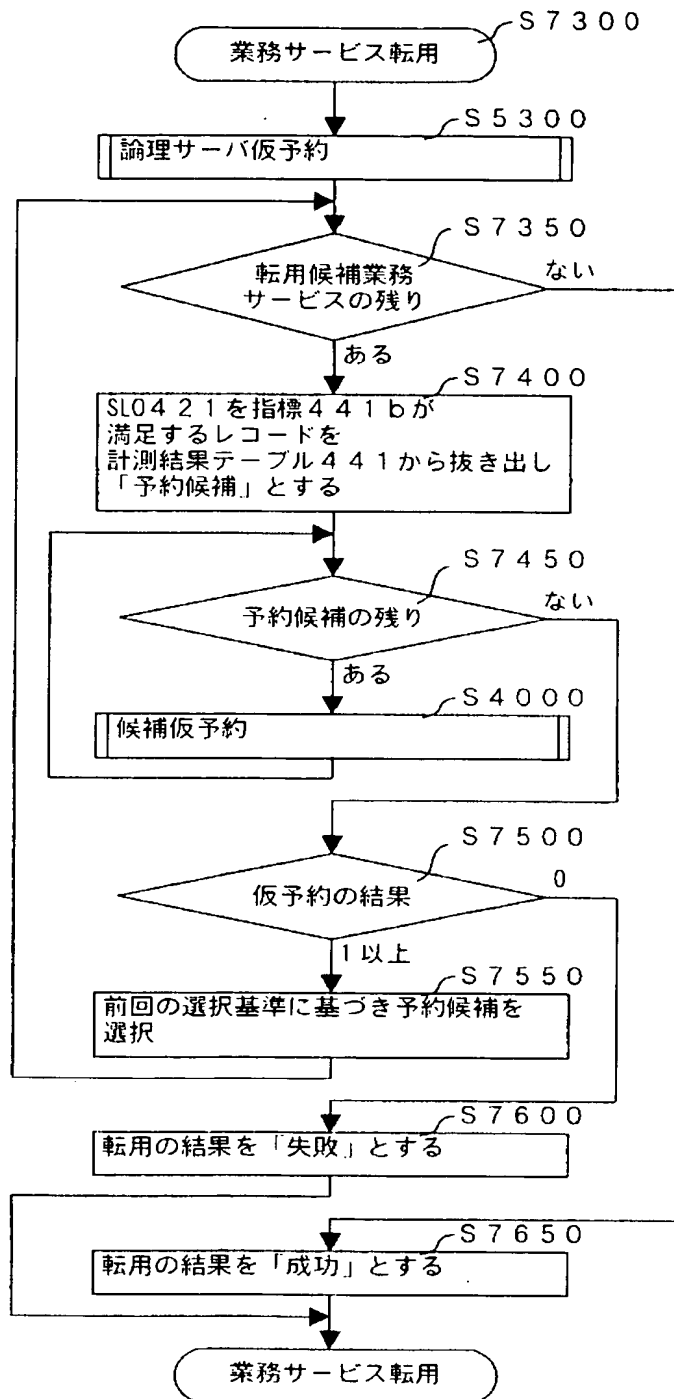 S7300
業務サービス転用
S5300
論理サーバ仮予約
S7350
転用候補業務
サービスの残り
ない
ある
S7400
SLO421を指標441bが
満足するレコードを
計測結果テーブル441から抜き出し
「予約候補」とする
S7450
予約候補の残り
ない
ある
S4000
候補仮予約
S7500
仮予約の結果
0
1以上
S7550
前回の選択基準に基づき予約候補を
選択
S7600
転用の結果を「失敗」とする
S7650
転用の結果を「成功」とする
業務サービス転用